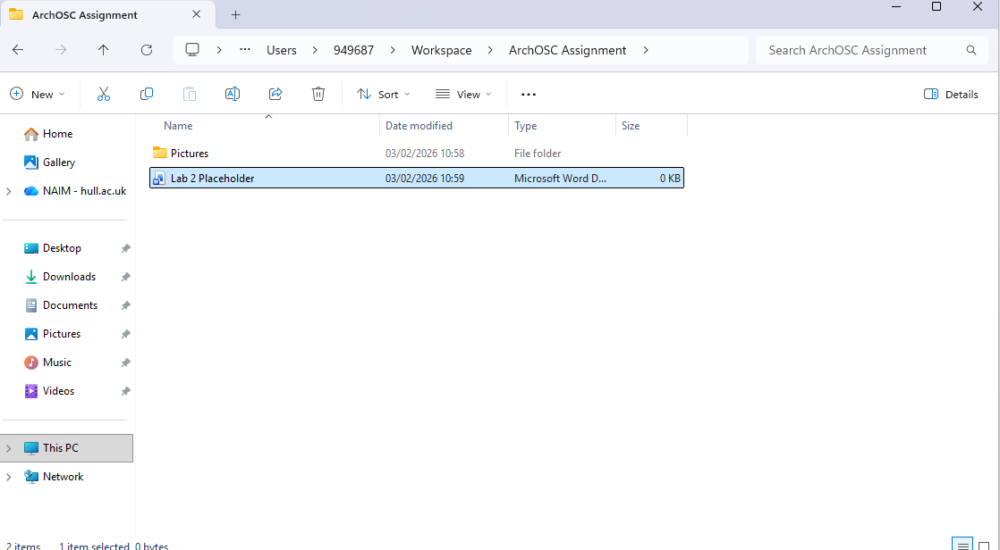 ArchOSC Assignment
Users 949687 Workspace ArchOSC Assignment Search ArchOSC Assignment
New Sort View Details
Name Date modified Type Size
Home
Gallery
NAIM - hull.ac.uk
Desktop
Downloads
Documents
Pictures
Music
Videos
This PC
Network
Pictures 03/02/2026 10:58 File folder
Lab 2 Placeholder 03/02/2026 10:59 Microsoft Word D... 0 KB
2 items 1 item selected 0 bytes